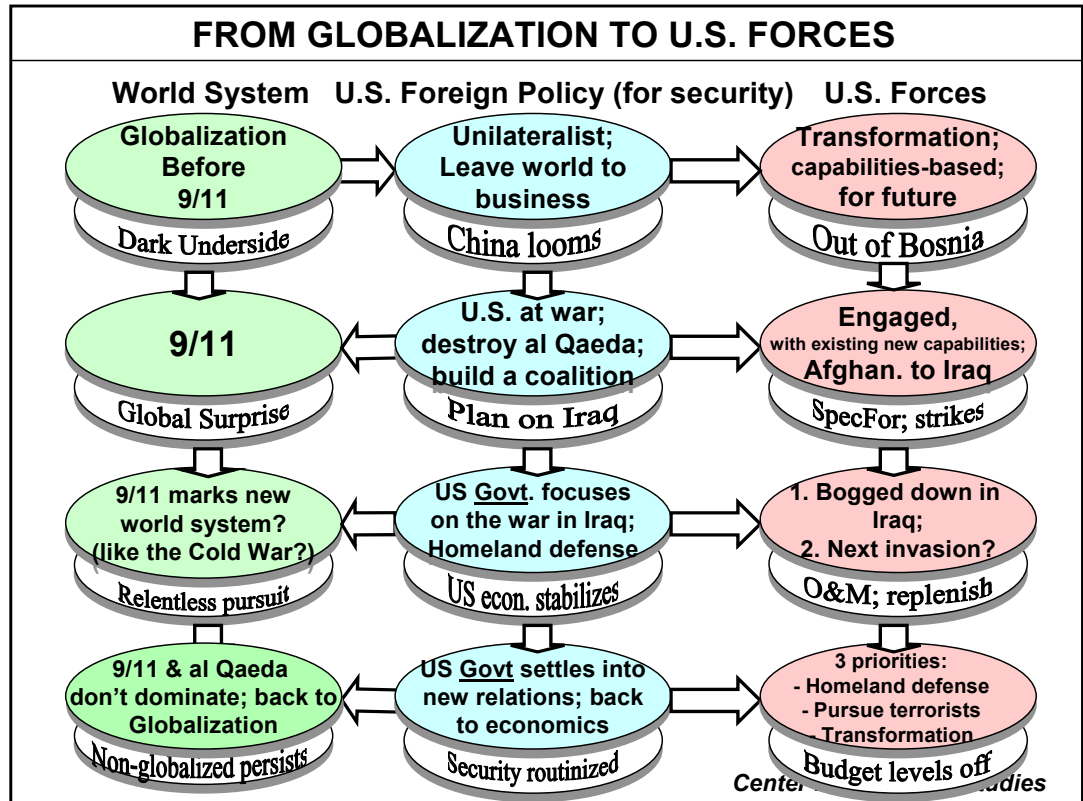 FROM GLOBALIZATION TO U.S. FORCES
World System
U.S. Foreign Policy (for security)
U.S. Forces
Globalization
Before
9/11
Dark Underside
Unilateralist;
Leave world to
business
China looms
Transformation;
capabilities-based;
for future
Out of Bosnia
9/11
Global Surprise
U.S. at war;
destroy al Qaeda;
build a coalition
Plan on Iraq
Engaged,
with existing new capabilities;
Afghan. to Iraq
SpecFor; strikes
9/11 marks new
world system?
(like the Cold War?)
Relentless pursuit
US Govt. focuses
on the war in Iraq;
Homeland defense
US econ. stabilizes
1. Bogged down in
Iraq;
2. Next invasion?
O&M; replenish
9/11 & al Qaeda
don't dominate; back to
Globalization
Non-globalized persists
US Govt settles into
new relations; back
to economics
Security routinized
3 priorities:
- Homeland defense
- Pursue terrorists
- Transformation
Budget levels off
Center